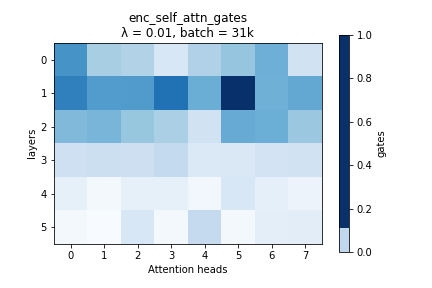 enc_self_attn_gates
λ = 0.01, batch = 31k
layers
0
1
2
3
4
5
0 1 2 3 4 5 6 7
Attention heads
1.0
0.8
0.6
0.4
0.2
0.0
gates